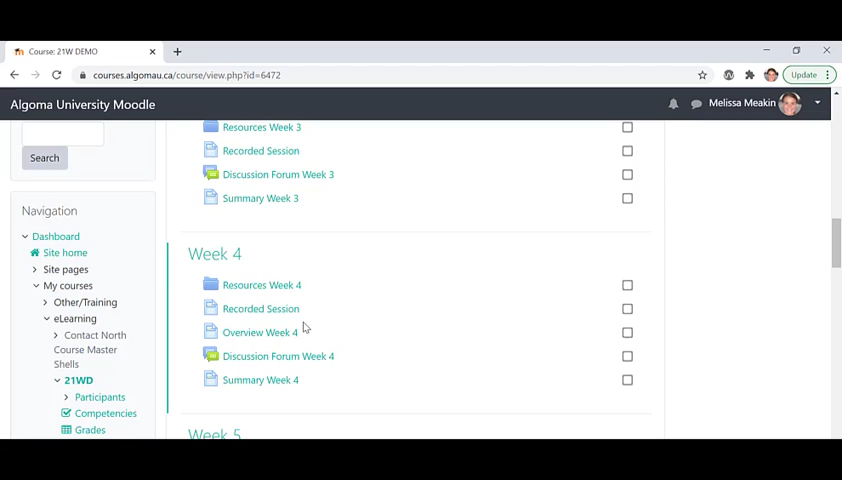 Course: 21W DEMO
courses.algomau.ca/course/view.php?id=6472
Update
Algoma University Moodle
Melissa Meakin
Search
Navigation
Dashboard
Site home
Site pages
My courses
Other/Training
eLearning
Contact North
Course Master
Shells
21WD
Participants
Competencies
Grades
Resources Week 3
Recorded Session
Discussion Forum Week 3
Summary Week 3
Week 4
Resources Week 4
Recorded Session
Overview Week 4
Discussion Forum Week 4
Summary Week 4
Week 5